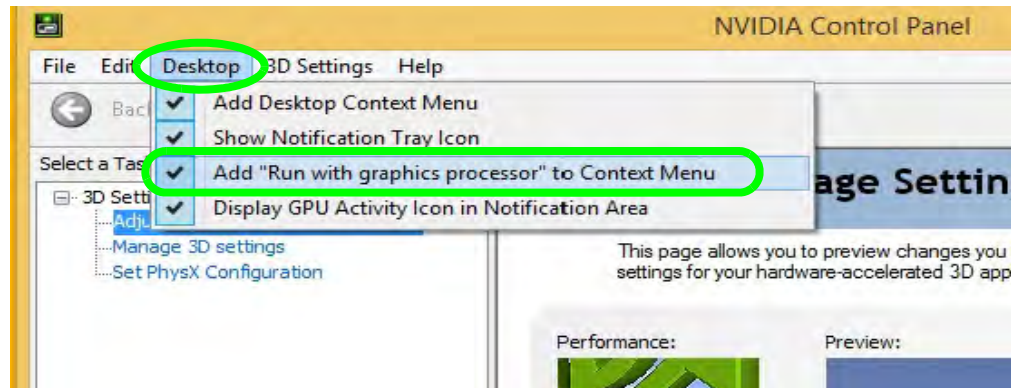 NVIDIA Control Panel
File Edit Desktop 3D Settings Help
Back
Add Desktop Context Menu
Show Notification Tray Icon
Add "Run with graphics processor" to Context Menu
Display GPU Activity Icon in Notification Area
Select a Tas
3D Setti
Adju
Manage 3D settings
Set PhysX Configuration
age Settin
This page allows you to preview changes you
settings for your hardware-accelerated 3D app
Performance:
Preview: